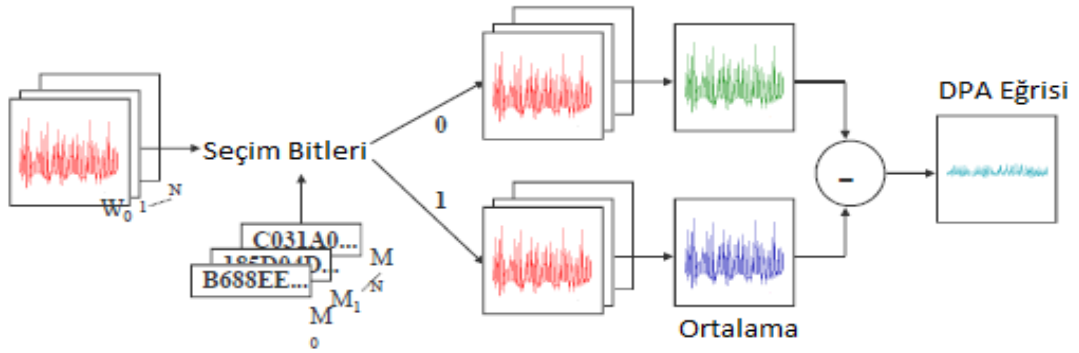 W₀ ₁ N
Seçim Bitleri
C031A0...
185D04D...
B688EE...
M₀
M₁
M N
0
1
Ortalama
-
DPA Eğrisi